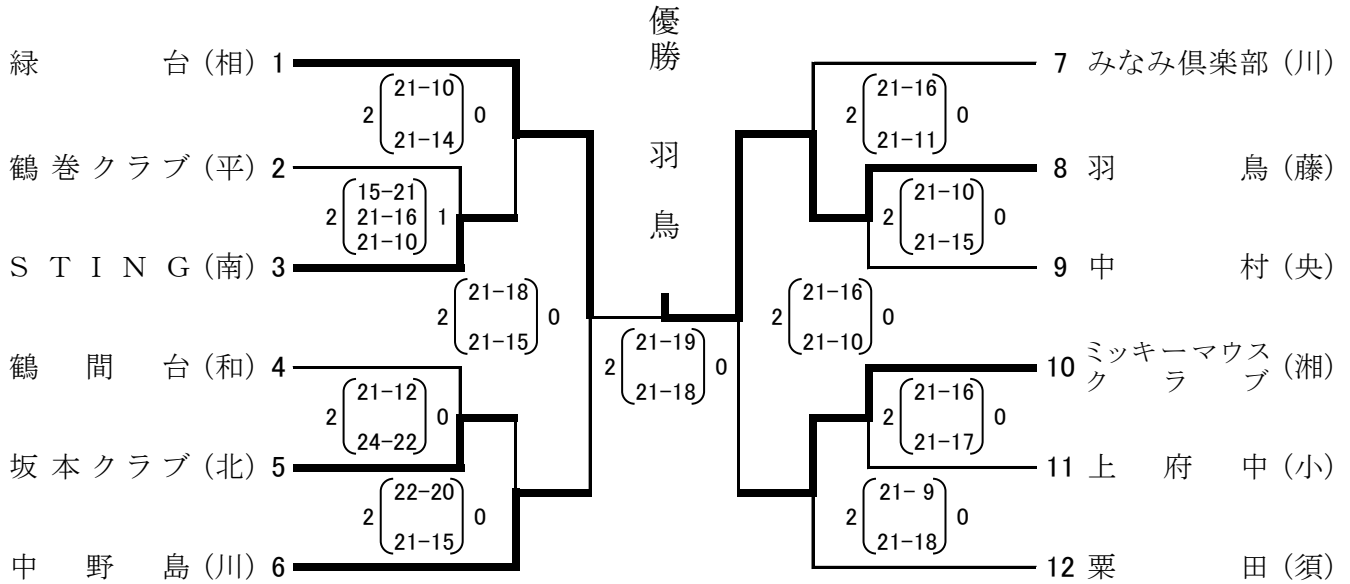 優勝 羽鳥
緑台 (相) 1
2 21-10 0
21-14
鶴巻クラブ (平) 2
15-21
2 21-16 1
21-10
STING (南) 3
21-18
2 0
21-15
鶴間台 (和) 4
21-12
2 0
24-22
坂本クラブ (北) 5
22-20
2 0
21-15
中野島 (川) 6
21-19
2 0
21-18
7 みなみ倶楽部 (川)
21-16
2 0
21-11
8 羽鳥 (藤)
21-10
2 0
21-15
9 中村 (央)
21-16
2 0
21-10
10 ミッキーマウス
クラブ (湘)
21-16
2 0
21-17
11 上府中 (小)
21- 9
2 0
21-18
12 粟田 (須)